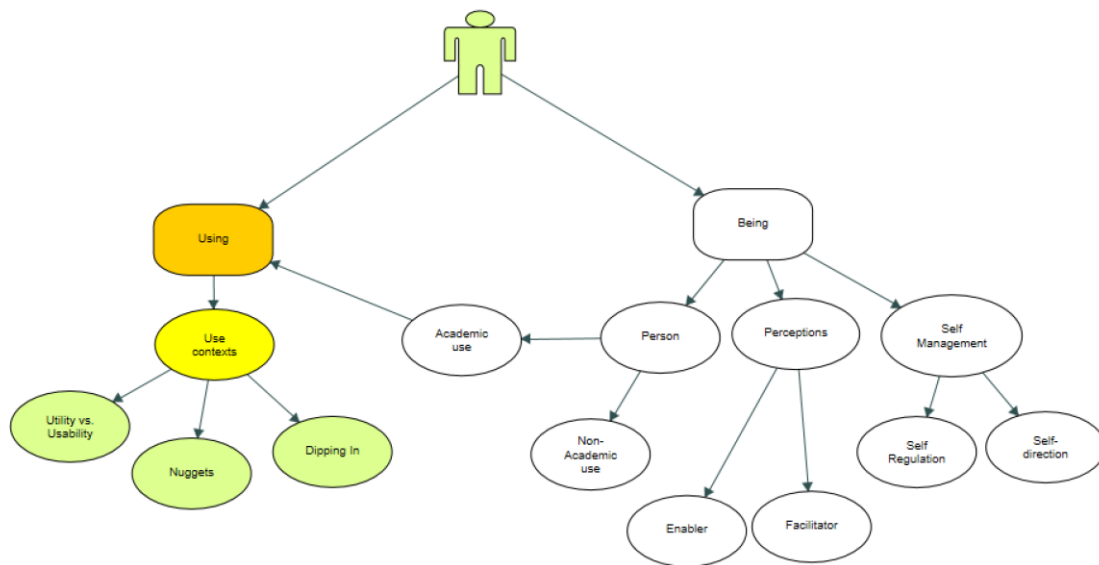 Using
Being
Use
contexts
Academic
use
Person
Perceptions
Self
Management
Utility vs.
Usability
Nuggets
Dipping In
Non-
Academic
use
Self
Regulation
Self-
direction
Enabler
Facilitator